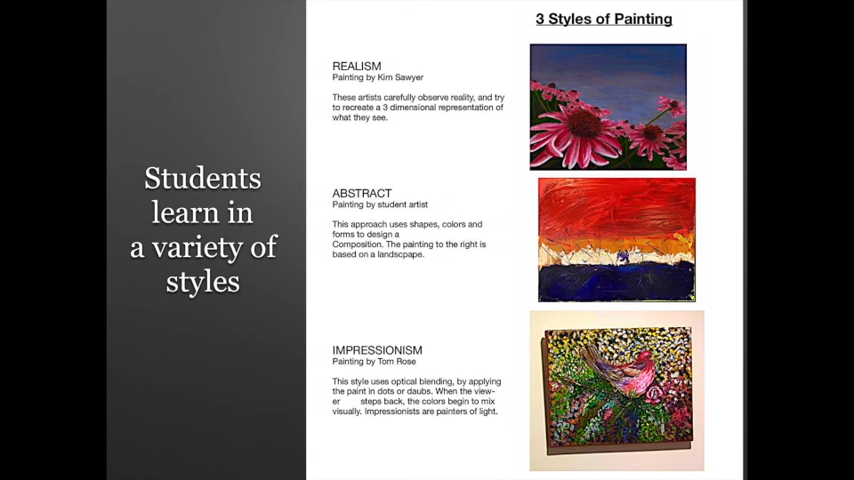 Students
learn in
a variety of
styles
3 Styles of Painting
REALISM
Painting by Kim Sawyer
These artists carefully observe reality, and try
to recreate a 3 dimensional representation of
what they see.
ABSTRACT
Painting by student artist
This approach uses shapes, colors and
forms to design a
Composition. The painting to the right is
based on a landscpape.
IMPRESSIONISM
Painting by Tom Rose
This style uses optical blending, by applying
the paint in dots or daubs. When the view-
er steps back, the colors begin to mix
visually. Impressionists are painters of light.